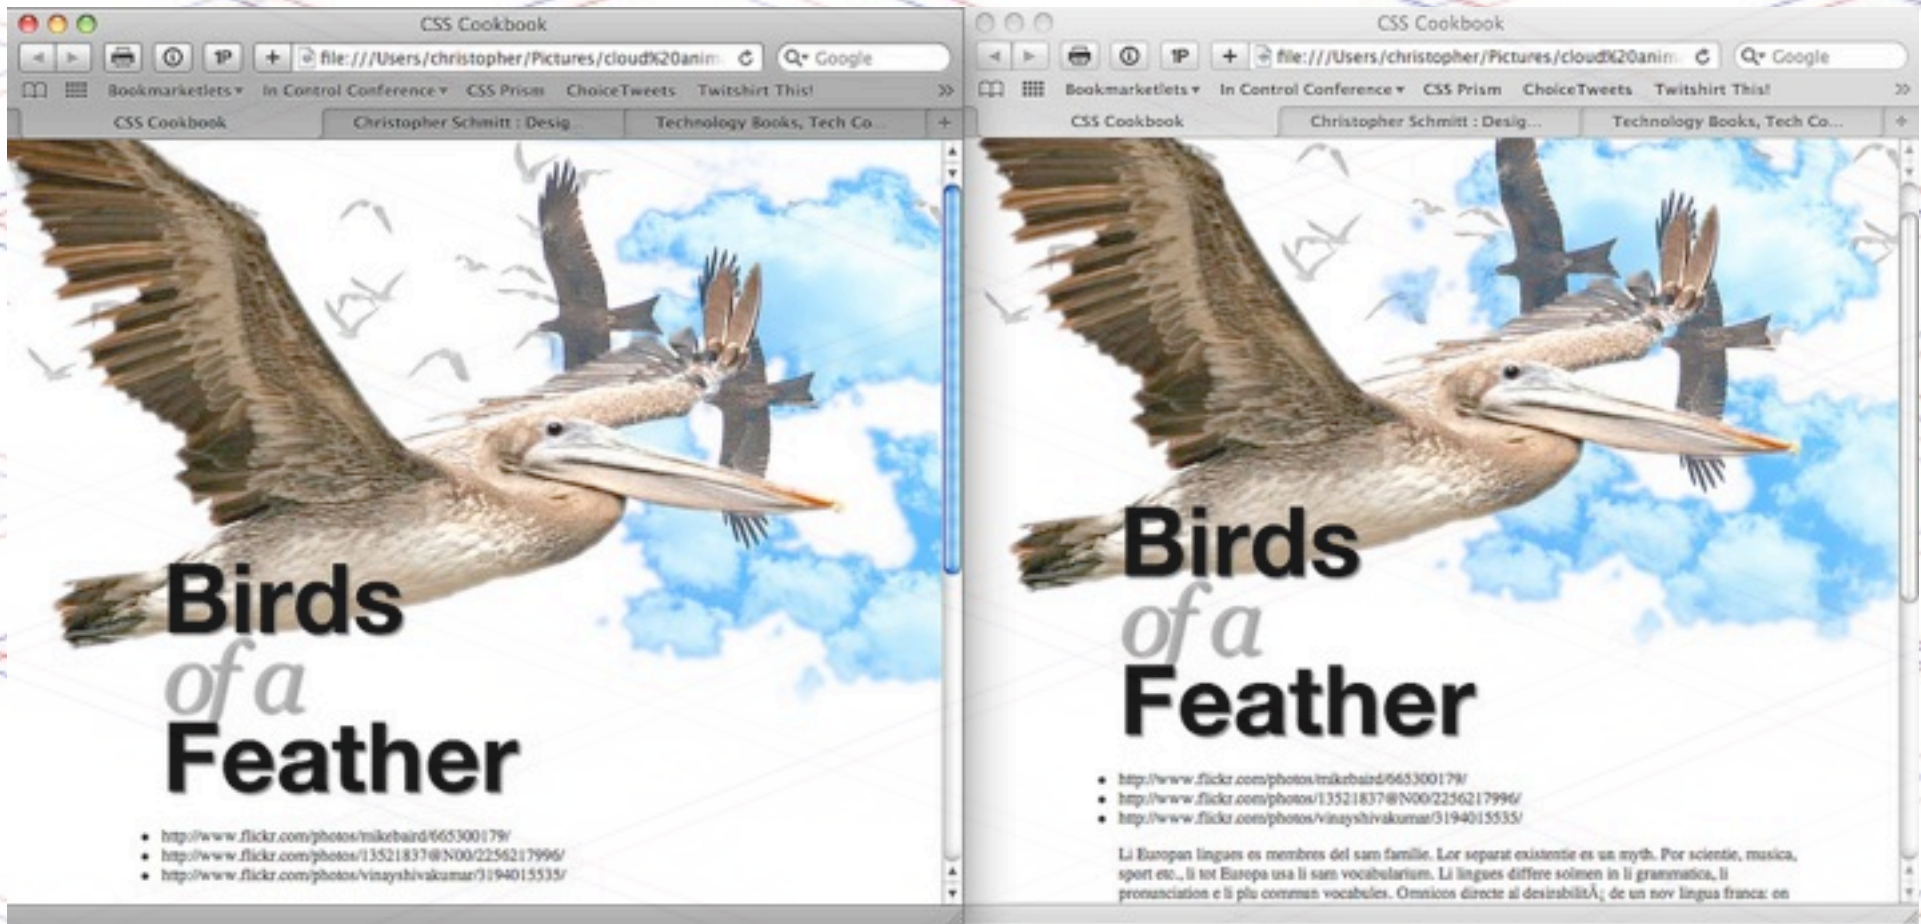 CSS Cookbook
1P + file:///Users/christopher/Pictures/cloud%20anim Google
Bookmarketlets In Control Conference CSS Prism ChoiceTweets Twitshirt This! »
CSS Cookbook Christopher Schmitt : Desig... Technology Books, Tech Co... +
Birds
of a
Feather
• http://www.flickr.com/photos/mikebaird/665300179/
• http://www.flickr.com/photos/13521837@N00/2256217996/
• http://www.flickr.com/photos/vinayshivakumar/3194015535/
CSS Cookbook
1P + file:///Users/christopher/Pictures/cloud%20anim Google
Bookmarketlets In Control Conference CSS Prism ChoiceTweets Twitshirt This! »
CSS Cookbook Christopher Schmitt : Desig... Technology Books, Tech Co... +
Birds
of a
Feather
• http://www.flickr.com/photos/mikebaird/665300179/
• http://www.flickr.com/photos/13521837@N00/2256217996/
• http://www.flickr.com/photos/vinayshivakumar/3194015535/
Li Europan lingues es membres del sam familie. Lor separat existentie es un myth. Por scientie, musica,
sport etc., li tot Europa usa li sam vocabularium. Li lingues differe solmen in li grammatica, li
pronunciation e li plu commun vocabules. Omnicos directe al desirabilitÃ¡ de un nov lingua franca: on